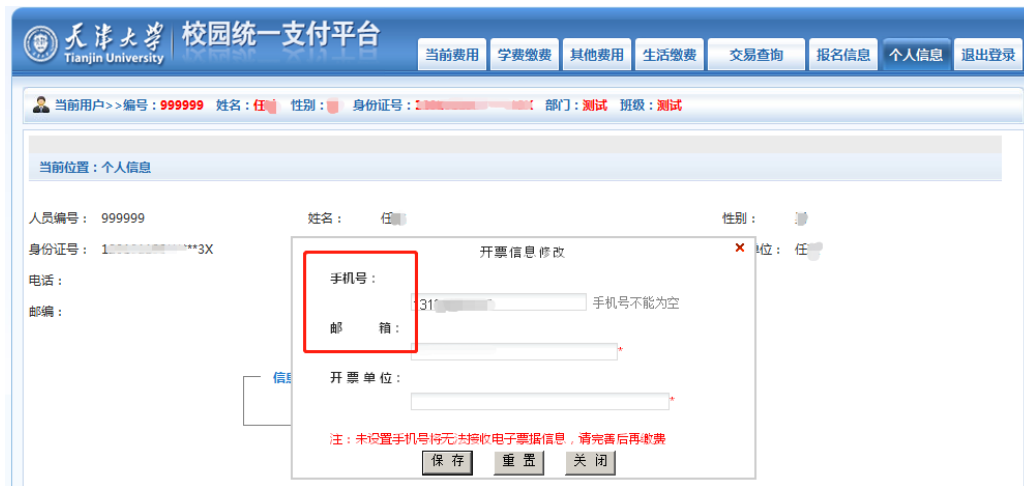 天津大学 校园统一支付平台
Tianjin University
当前费用 学费缴费 其他费用 生活缴费 交易查询 报名信息 个人信息 退出登录
当前用户>>编号：999999 姓名：任 性别： 身份证号： 部门：测试 班级：测试
当前位置：个人信息
人员编号： 999999 姓名： 任 性别：
身份证号： **3X 位： 任
电话：
邮编：
信息
开票信息修改
手机号：
手机号不能为空
邮 箱：
*
开票单位：
*
注：未设置手机号将无法接收电子票据信息，请完善后再缴费
保 存 重 置 关 闭